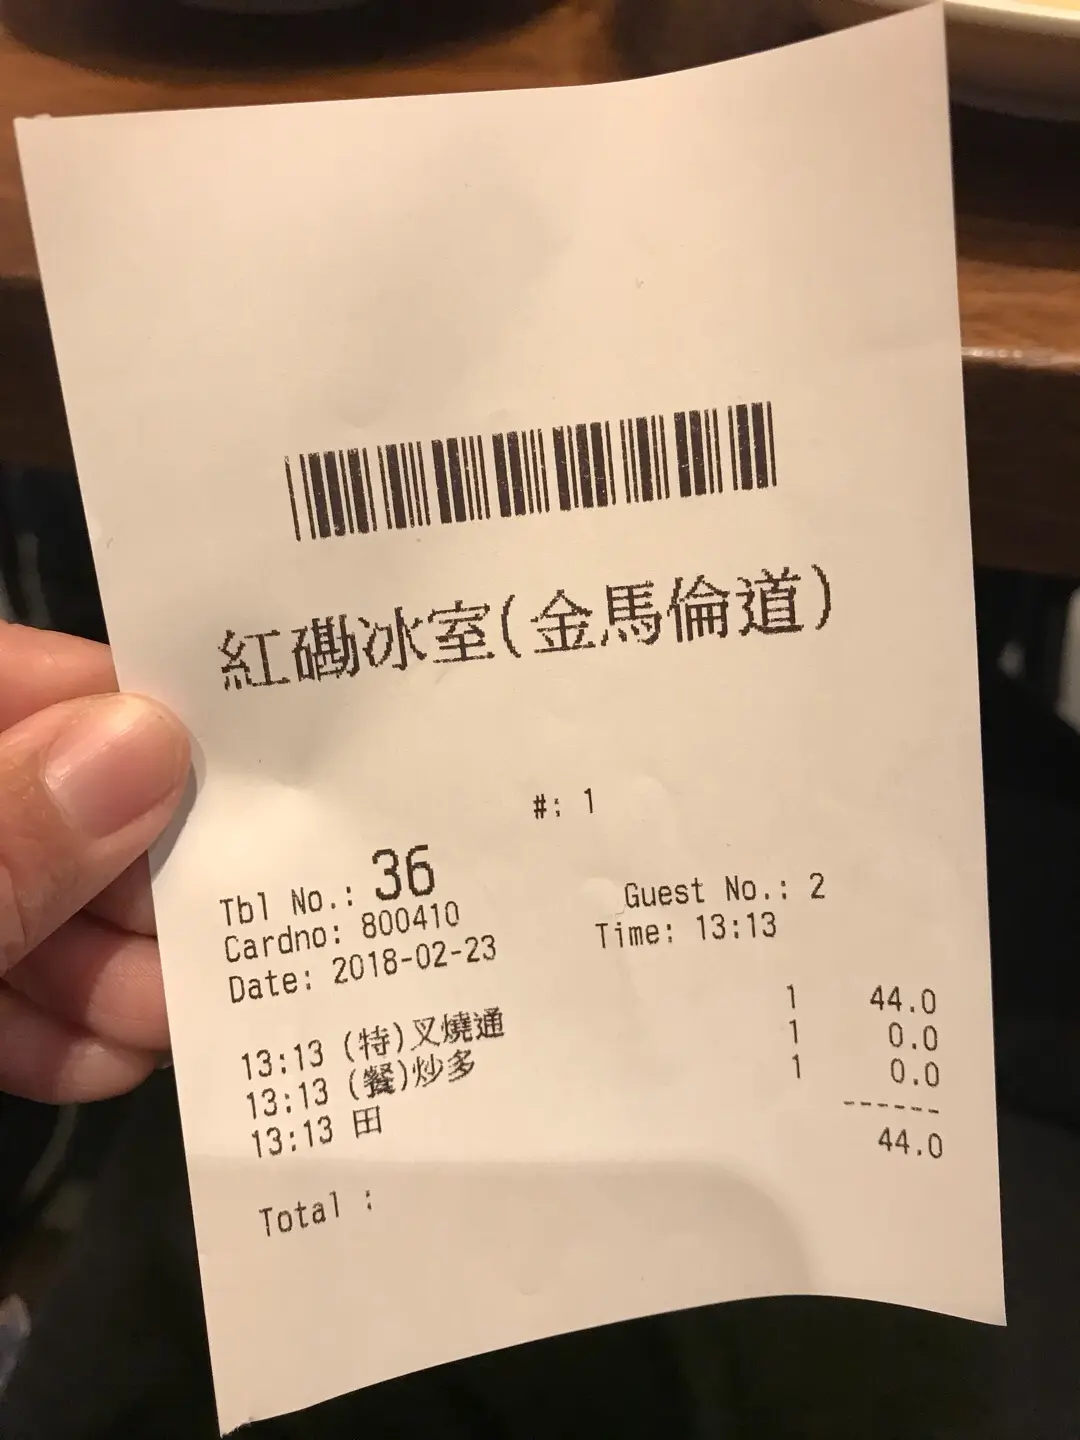 紅磡冰室(金馬倫道)
#: 1
Tbl No.: 36 Guest No.: 2
Cardno: 800410 Time: 13:13
Date: 2018-02-23
13:13 (特)叉燒通 1 44.0
13:13 (餐)炒多 1 0.0
13:13 田 1 0.0
------
Total : 44.0